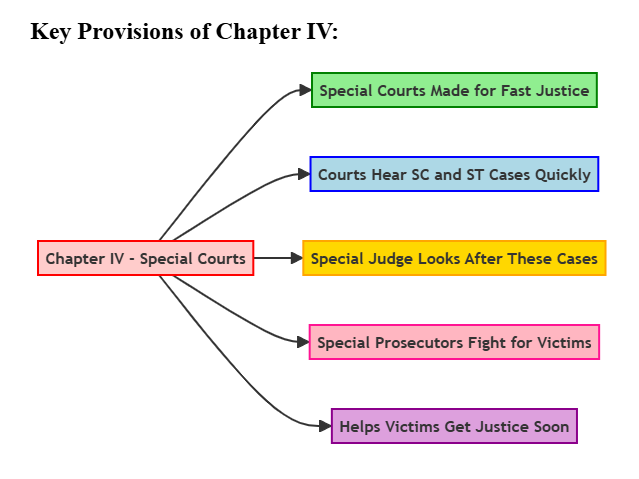 Key Provisions of Chapter IV:
Special Courts Made for Fast Justice
Courts Hear SC and ST Cases Quickly
Chapter IV - Special Courts
Special Judge Looks After These Cases
Special Prosecutors Fight for Victims
Helps Victims Get Justice Soon